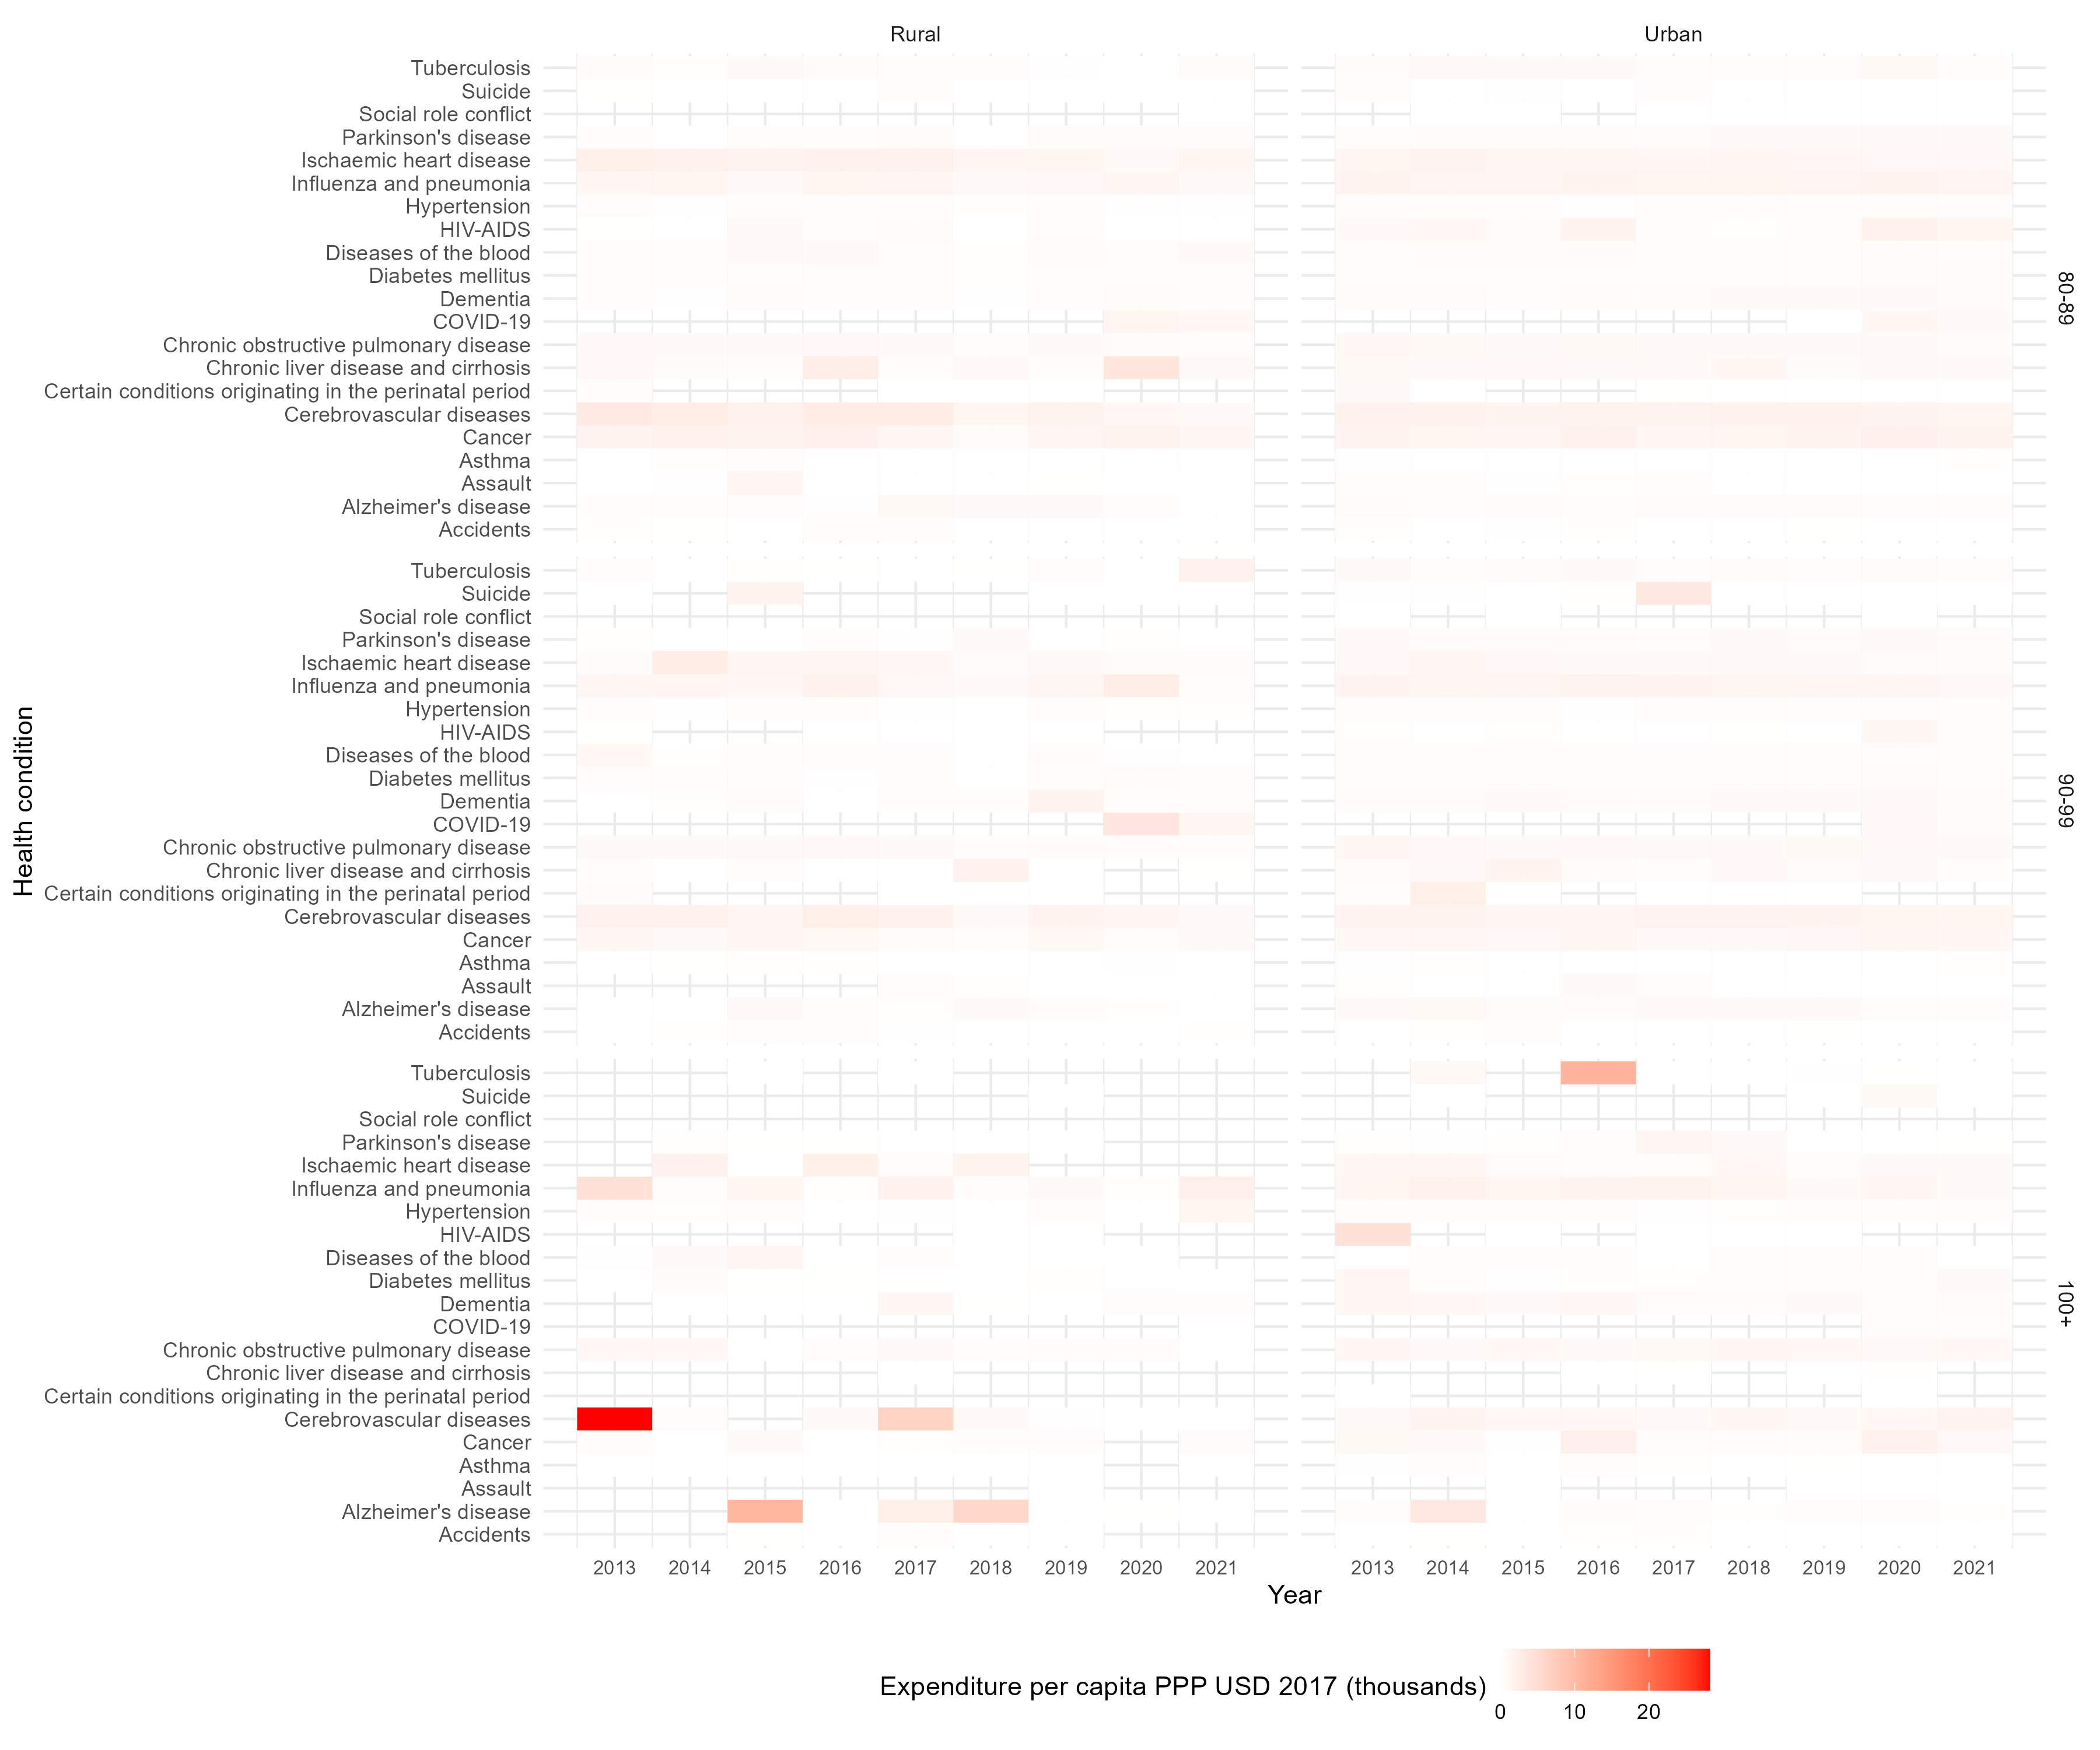 Rural Urban
Tuberculosis
Suicide
Social role conflict
Parkinson's disease
Ischaemic heart disease
Influenza and pneumonia
Hypertension
HIV-AIDS
Diseases of the blood
Diabetes mellitus
Dementia
COVID-19
Chronic obstructive pulmonary disease
Chronic liver disease and cirrhosis
Certain conditions originating in the perinatal period
Cerebrovascular diseases
Cancer
Asthma
Assault
Alzheimer's disease
Accidents
80-89
Tuberculosis
Suicide
Social role conflict
Parkinson's disease
Ischaemic heart disease
Influenza and pneumonia
Hypertension
HIV-AIDS
Diseases of the blood
Diabetes mellitus
Dementia
COVID-19
Chronic obstructive pulmonary disease
Chronic liver disease and cirrhosis
Certain conditions originating in the perinatal period
Cerebrovascular diseases
Cancer
Asthma
Assault
Alzheimer's disease
Accidents
90-99
Health condition
Tuberculosis
Suicide
Social role conflict
Parkinson's disease
Ischaemic heart disease
Influenza and pneumonia
Hypertension
HIV-AIDS
Diseases of the blood
Diabetes mellitus
Dementia
COVID-19
Chronic obstructive pulmonary disease
Chronic liver disease and cirrhosis
Certain conditions originating in the perinatal period
Cerebrovascular diseases
Cancer
Asthma
Assault
Alzheimer's disease
Accidents
100+
2013 2014 2015 2016 2017 2018 2019 2020 2021 2013 2014 2015 2016 2017 2018 2019 2020 2021
Year
Expenditure per capita PPP USD 2017 (thousands)
0 10 20